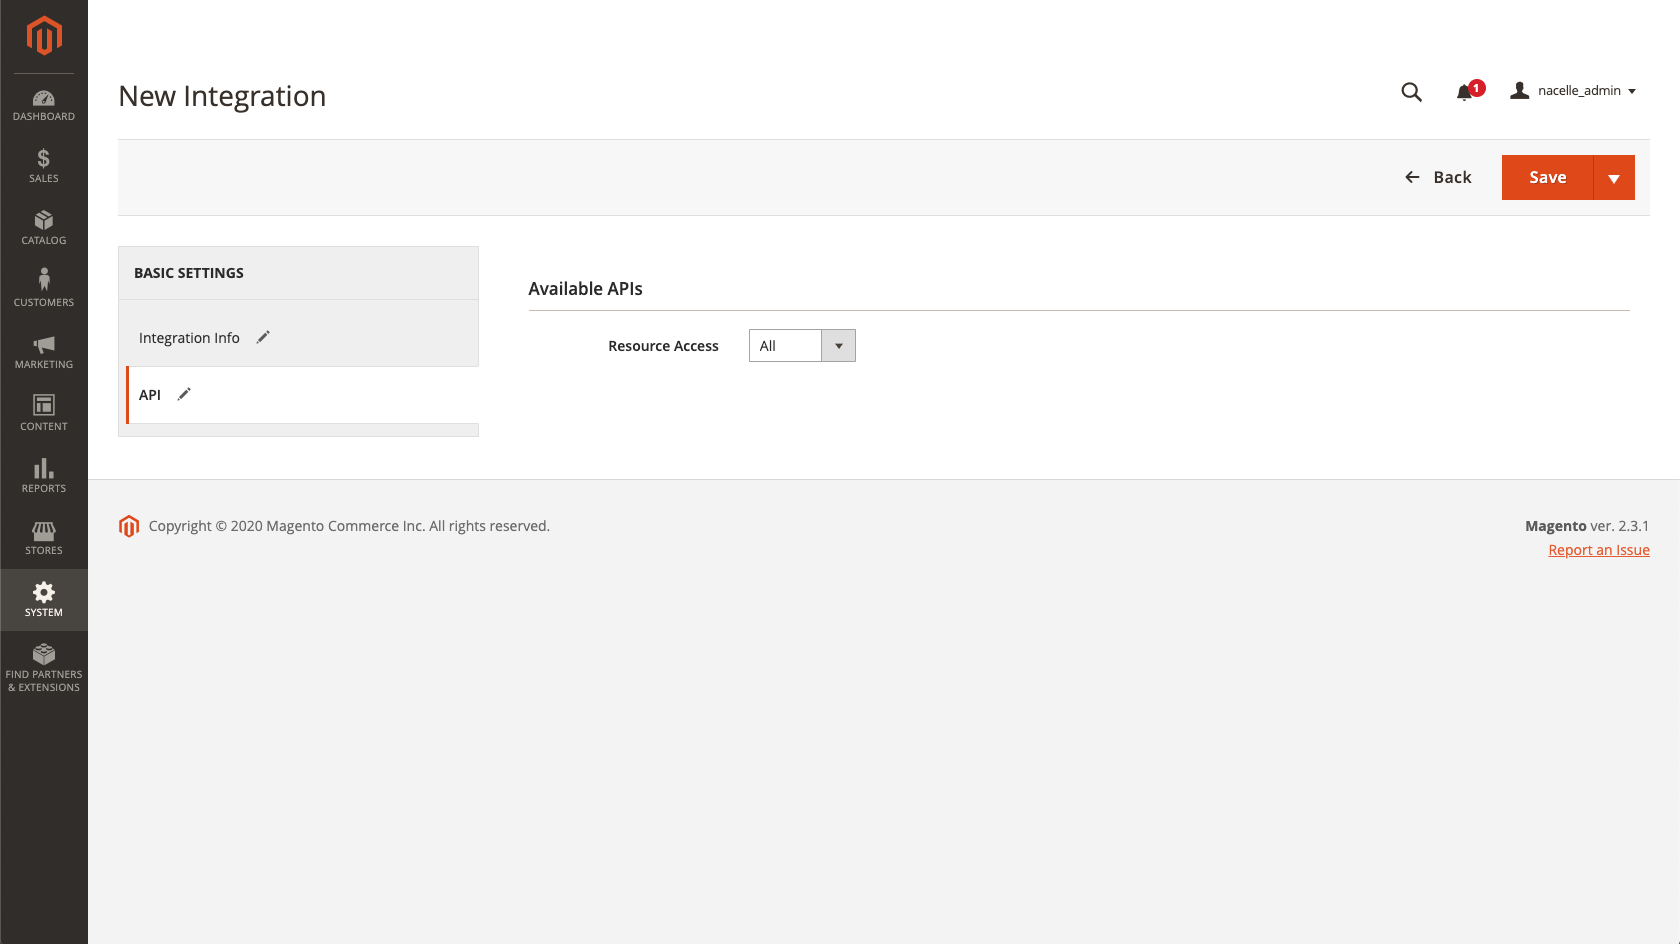 DASHBOARD
SALES
CATALOG
CUSTOMERS
MARKETING
CONTENT
REPORTS
STORES
SYSTEM
FIND PARTNERS
& EXTENSIONS
New Integration
1
nacelle_admin
Back
Save
BASIC SETTINGS
Integration Info
API
Available APIs
Resource Access
All
Copyright © 2020 Magento Commerce Inc. All rights reserved.
Magento ver. 2.3.1
Report an Issue